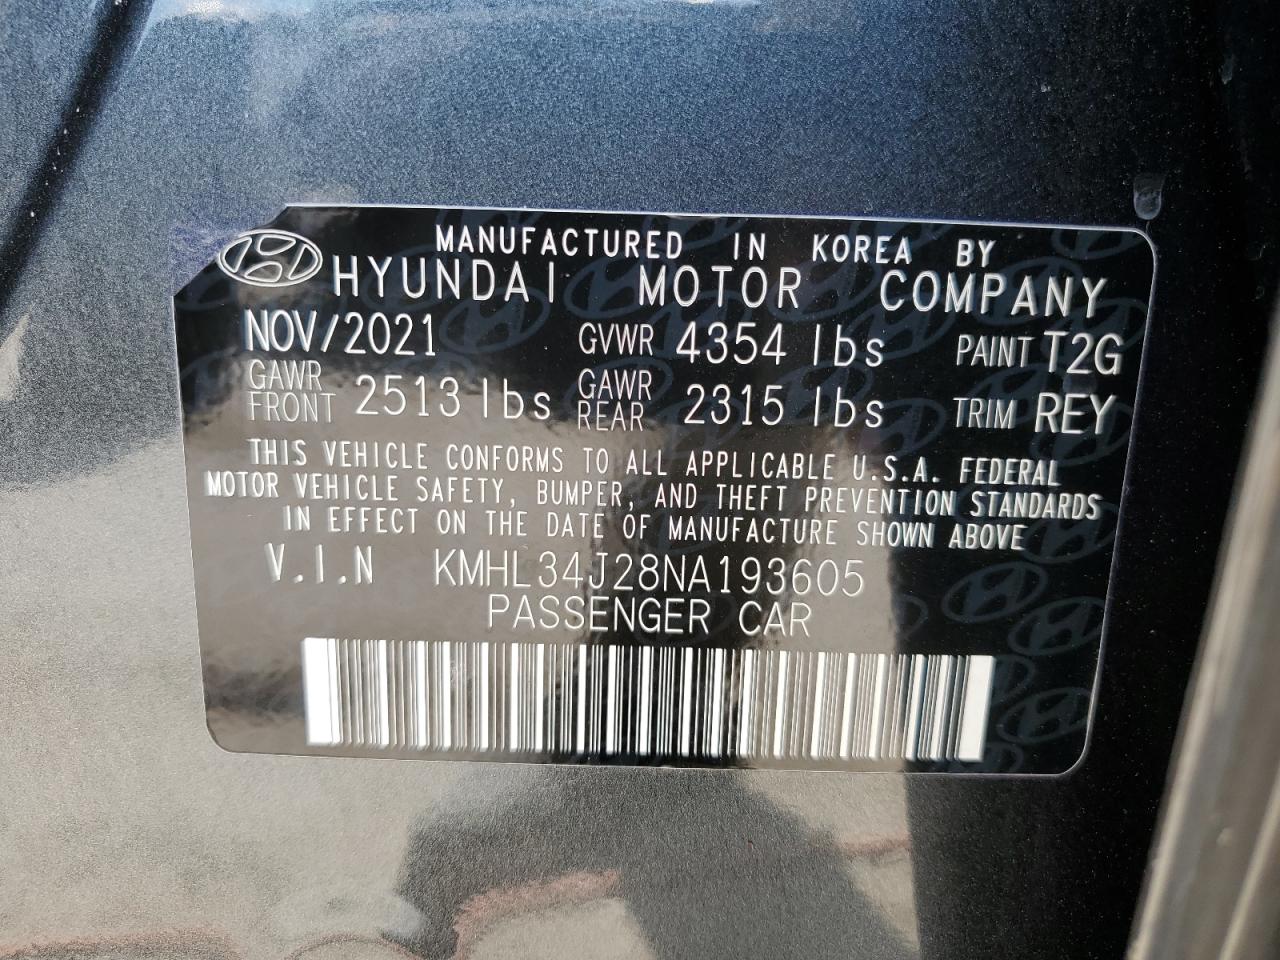 MANUFACTURED IN KOREA BY
HYUNDAI MOTOR COMPANY
NOV/2021 GVWR 4354 lbs PAINT T2G
GAWR FRONT 2513 lbs GAWR REAR 2315 lbs TRIM REY
THIS VEHICLE CONFORMS TO ALL APPLICABLE U.S.A. FEDERAL
MOTOR VEHICLE SAFETY, BUMPER, AND THEFT PREVENTION STANDARDS
IN EFFECT ON THE DATE OF MANUFACTURE SHOWN ABOVE
V.I.N KMHL34J28NA193605
PASSENGER CAR